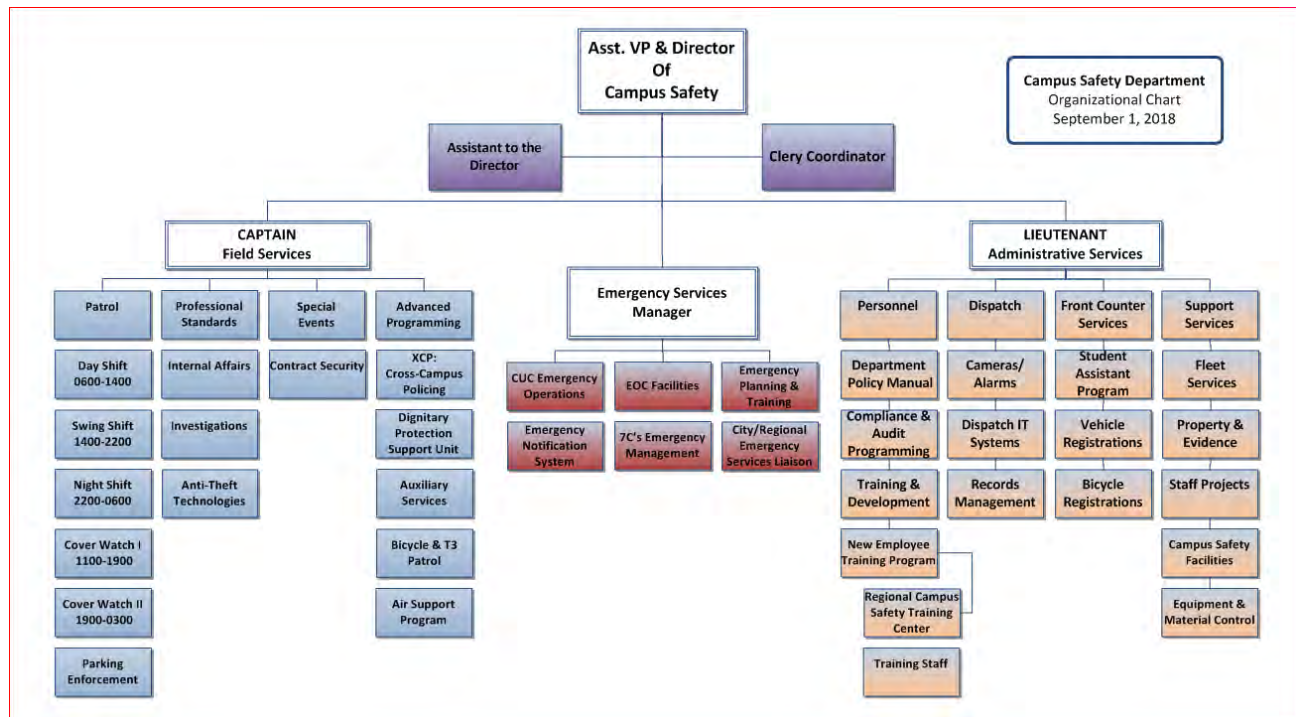 Asst. VP & Director
Of
Campus Safety
Campus Safety Department
Organizational Chart
September 1, 2018
Assistant to the
Director
Clery Coordinator
CAPTAIN
Field Services
Emergency Services
Manager
LIEUTENANT
Administrative Services
Patrol
Day Shift
0600-1400
Swing Shift
1400-2200
Night Shift
2200-0600
Cover Watch I
1100-1900
Cover Watch II
1900-0300
Parking
Enforcement
Professional
Standards
Internal Affairs
Investigations
Anti-Theft
Technologies
Special
Events
Contract Security
Advanced
Programming
XCP:
Cross-Campus
Policing
Dignitary
Protection
Support Unit
Auxiliary
Services
Bicycle & T3
Patrol
Air Support
Program
CUC Emergency
Operations
EOC Facilities
Emergency
Planning &
Training
Emergency
Notification
System
7C's Emergency
Management
City/Regional
Emergency
Services Liaison
Personnel
Department
Policy Manual
Compliance &
Audit
Programming
Training &
Development
New Employee
Training Program
Regional Campus
Safety Training
Center
Training Staff
Dispatch
Cameras/
Alarms
Dispatch IT
Systems
Records
Management
Front Counter
Services
Student
Assistant
Program
Vehicle
Registrations
Bicycle
Registrations
Support
Services
Fleet
Services
Property &
Evidence
Staff Projects
Campus Safety
Facilities
Equipment &
Material Control